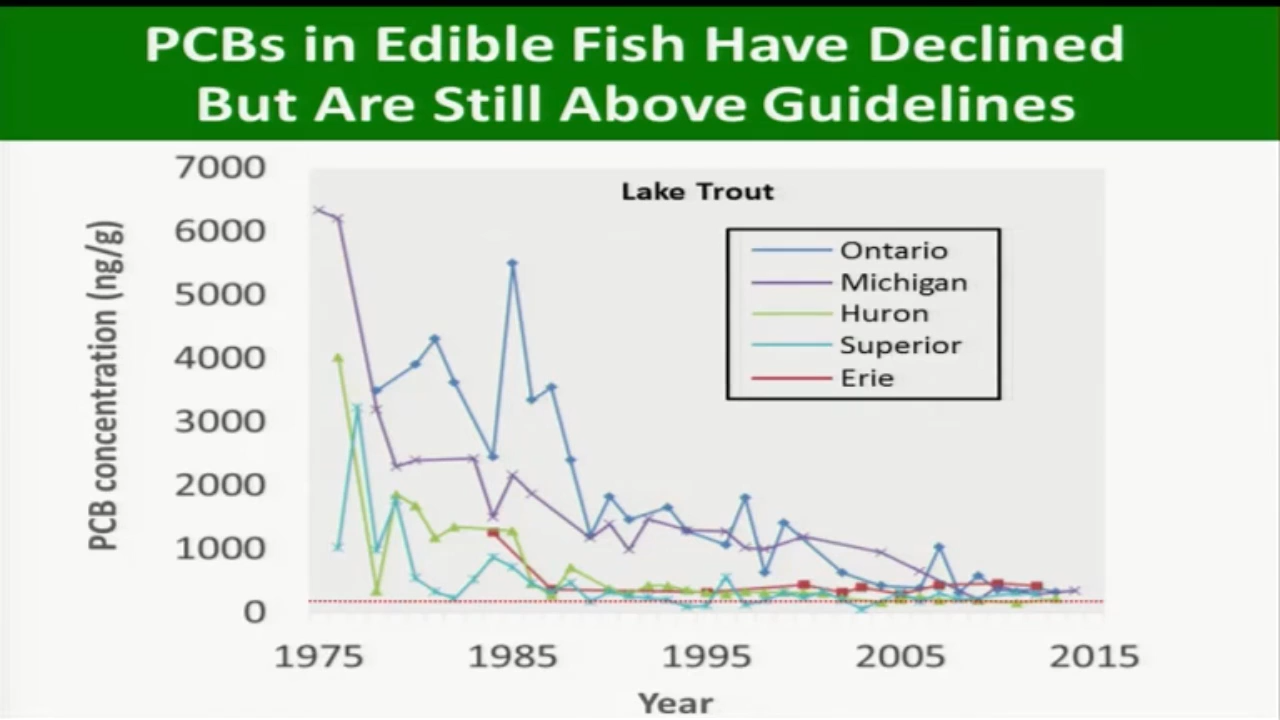 PCBs in Edible Fish Have Declined
But Are Still Above Guidelines
Lake Trout
PCB concentration (ng/g)
7000
6000
5000
4000
3000
2000
1000
0
Ontario
Michigan
Huron
Superior
Erie
1975 1985 1995 2005 2015
Year